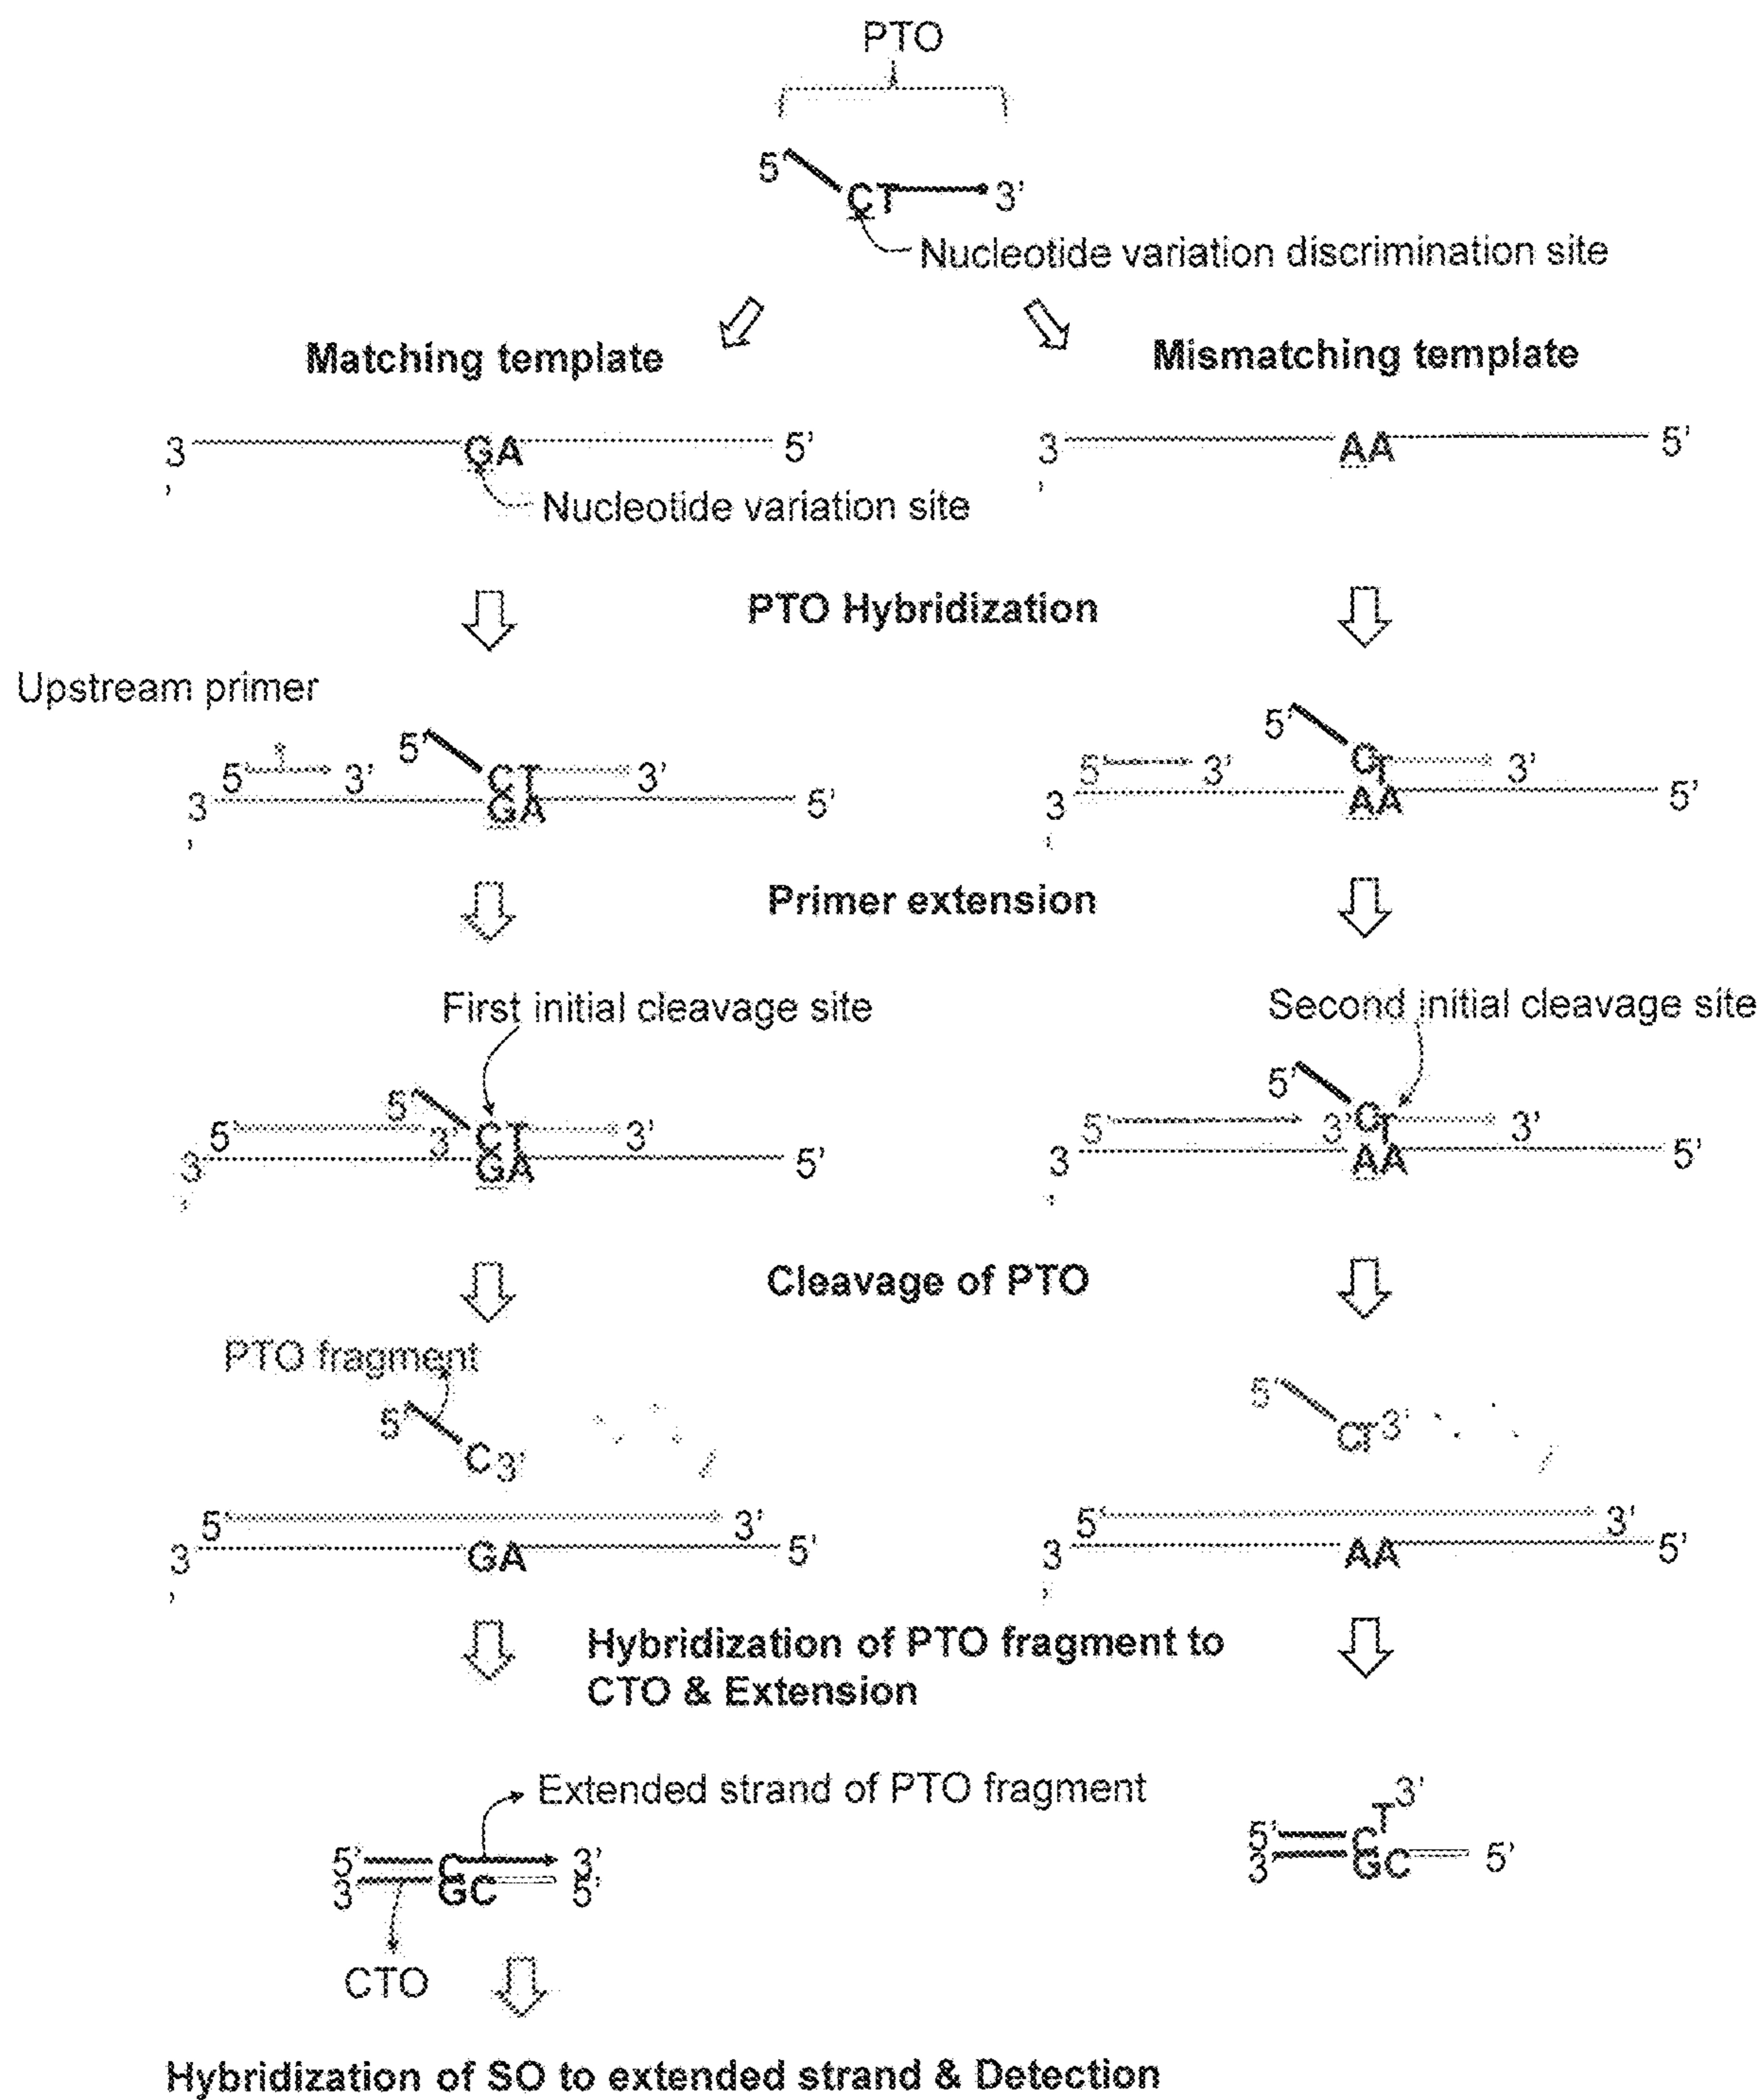 PTO
5' CT 3'
Nucleotide variation discrimination site
Matching template
Mismatching template
3' GA 5'
3' AA 5'
Nucleotide variation site
PTO Hybridization
Upstream primer
5' 3' 5' CT 3'
3' GA 5'
5' 3' 5' C T 3'
3' AA 5'
Primer extension
First initial cleavage site
Second initial cleavage site
5' 3' 5' CT 3'
3' GA 5'
5' 3' 5' C T 3'
3 AA 5'
Cleavage of PTO
PTO fragment
5' C 3'
5' CT 3'
5' 3'
3' GA 5'
5' 3'
3' AA 5'
Hybridization of PTO fragment to
CTO & Extension
Extended strand of PTO fragment
5' C 3'
3' GC 5'
5' C T 3'
3' GC 5'
CTO
Hybridization of SO to extended strand & Detection